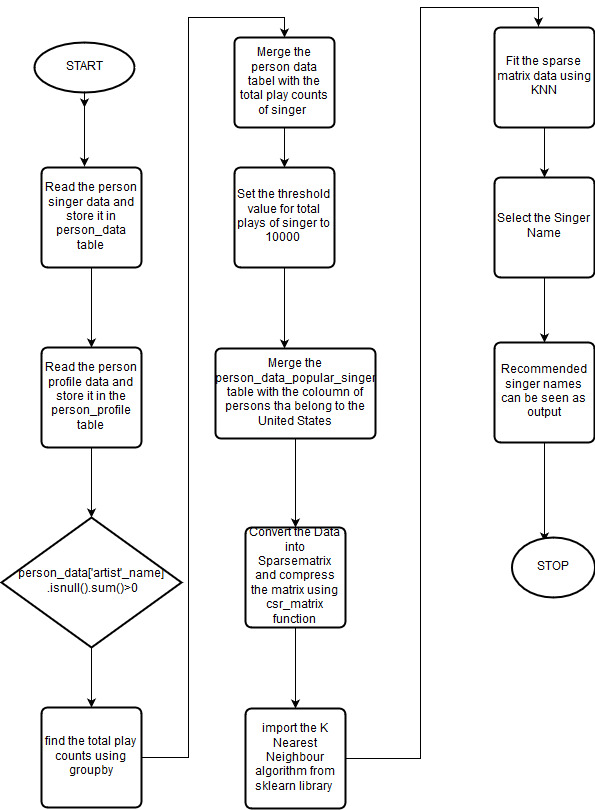 START
Read the person
singer data and
store it in
person_data
table
Read the person
profile data and
store it in the
person_profile
table
person_data['artist'_name]
.isnull().sum()>0
find the total play
counts using
groupby
Merge the
person data
tabel with the
total play counts
of singer
Set the threshold
value for total
plays of singer to
10000
Merge the
person_data_popular_singer
table with the coloumn of
persons tha belong to the
United States
Convert the Data
into
Sparsematrix
and compress
the matrix using
csr_matrix
function
import the K
Nearest
Neighbour
algorithm from
sklearn library
Fit the sparse
matrix data using
KNN
Select the Singer
Name
Recommended
singer names
can be seen as
output
STOP